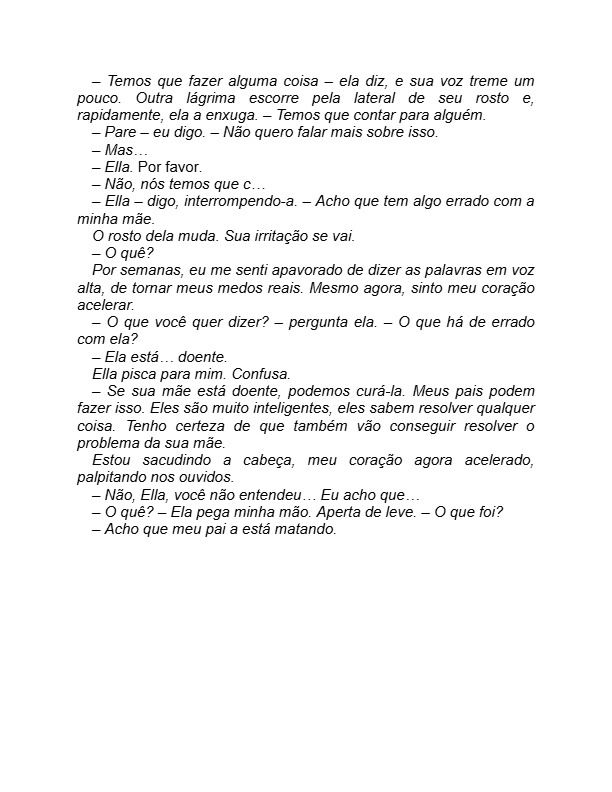 – Temos que fazer alguma coisa – ela diz, e sua voz treme um
pouco. Outra lágrima escorre pela lateral de seu rosto e,
rapidamente, ela a enxuga. – Temos que contar para alguém.
– Pare – eu digo. – Não quero falar mais sobre isso.
– Mas…
– Ella. Por favor.
– Não, nós temos que c…
– Ella – digo, interrompendo-a. – Acho que tem algo errado com a
minha mãe.
O rosto dela muda. Sua irritação se vai.
– O quê?
Por semanas, eu me senti apavorado de dizer as palavras em voz
alta, de tornar meus medos reais. Mesmo agora, sinto meu coração
acelerar.
– O que você quer dizer? – pergunta ela. – O que há de errado
com ela?
– Ela está… doente.
Ella pisca para mim. Confusa.
– Se sua mãe está doente, podemos curá-la. Meus pais podem
fazer isso. Eles são muito inteligentes, eles sabem resolver qualquer
coisa. Tenho certeza de que também vão conseguir resolver o
problema da sua mãe.
Estou sacudindo a cabeça, meu coração agora acelerado,
palpitando nos ouvidos.
– Não, Ella, você não entendeu… Eu acho que…
– O quê? – Ela pega minha mão. Aperta de leve. – O que foi?
– Acho que meu pai a está matando.